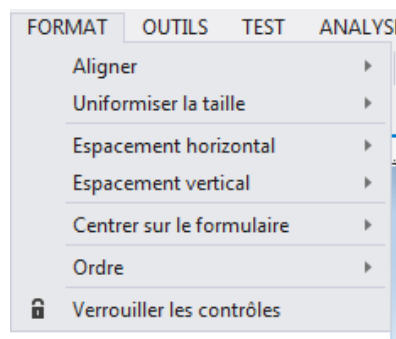 FORMAT OUTILS TEST
Aligner
Uniformiser la taille
Espacement horizontal
Espacement vertical
Centrer sur le formulaire
Ordre
Verrouiller les contrôles